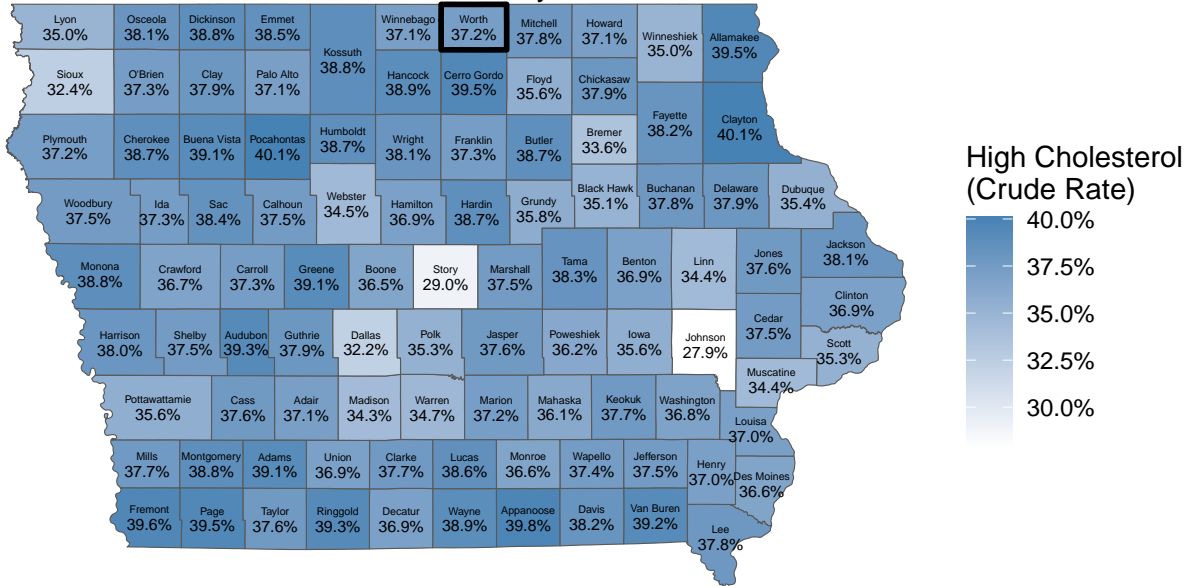 Lyon
35.0%
Osceola
38.1%
Dickinson
38.8%
Emmet
38.5%
Winnebago
37.1%
Worth
37.2%
Mitchell
37.8%
Howard
37.1%
Winneshiek
35.0%
Allamakee
39.5%
Kossuth
38.8%
Sioux
32.4%
O'Brien
37.3%
Clay
37.9%
Palo Alto
37.1%
Hancock
38.9%
Cerro Gordo
39.5%
Floyd
35.6%
Chickasaw
37.9%
Fayette
38.2%
Clayton
40.1%
Plymouth
37.2%
Cherokee
38.7%
Buena Vista
39.1%
Pocahontas
40.1%
Humboldt
38.7%
Wright
38.1%
Franklin
37.3%
Butler
38.7%
Bremer
33.6%
Woodbury
37.5%
Ida
37.3%
Sac
38.4%
Calhoun
37.5%
Webster
34.5%
Hamilton
36.9%
Hardin
38.7%
Grundy
35.8%
Black Hawk
35.1%
Buchanan
37.8%
Delaware
37.9%
Dubuque
35.4%
Monona
38.8%
Crawford
36.7%
Carroll
37.3%
Greene
39.1%
Boone
36.5%
Story
29.0%
Marshall
37.5%
Tama
38.3%
Benton
36.9%
Linn
34.4%
Jones
37.6%
Jackson
38.1%
Clinton
36.9%
Harrison
38.0%
Shelby
37.5%
Audubon
39.3%
Guthrie
37.9%
Dallas
32.2%
Polk
35.3%
Jasper
37.6%
Poweshiek
36.2%
Iowa
35.6%
Johnson
27.9%
Cedar
37.5%
Scott
35.3%
Muscatine
34.4%
Pottawattamie
35.6%
Cass
37.6%
Adair
37.1%
Madison
34.3%
Warren
34.7%
Marion
37.2%
Mahaska
36.1%
Keokuk
37.7%
Washington
36.8%
Louisa
37.0%
Mills
37.7%
Montgomery
38.8%
Adams
39.1%
Union
36.9%
Clarke
37.7%
Lucas
38.6%
Monroe
36.6%
Wapello
37.4%
Jefferson
37.5%
Henry
37.0%
Des Moines
36.6%
Fremont
39.6%
Page
39.5%
Taylor
37.6%
Ringgold
39.3%
Decatur
36.9%
Wayne
38.9%
Appanoose
39.8%
Davis
38.2%
Van Buren
39.2%
Lee
37.8%
High Cholesterol
(Crude Rate)
40.0%
37.5%
35.0%
32.5%
30.0%